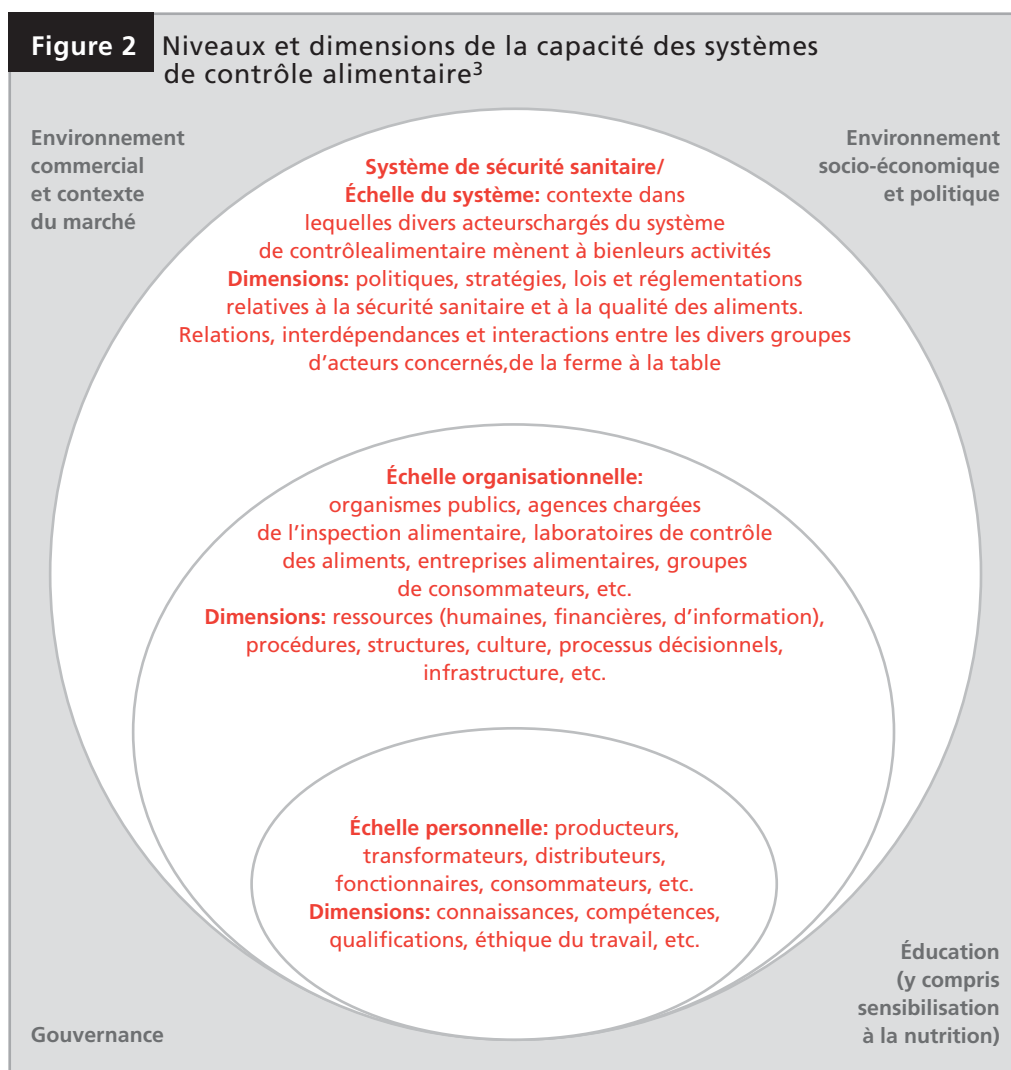 Figure 2 Niveaux et dimensions de la capacité des systèmes
de contrôle alimentaire³
Environnement
commercial
et contexte
du marché
Environnement
socio-économique
et politique
Système de sécurité sanitaire/
Échelle du système: contexte dans
lequelles divers acteurschargés du système
de contrôlealimentaire mènent à bienleurs activités
Dimensions: politiques, stratégies, lois et réglementations
relatives à la sécurité sanitaire et à la qualité des aliments.
Relations, interdépendances et interactions entre les divers groupes
d’acteurs concernés,de la ferme à la table
Échelle organisationnelle:
organismes publics, agences chargées
de l’inspection alimentaire, laboratoires de contrôle
des aliments, entreprises alimentaires, groupes
de consommateurs, etc.
Dimensions: ressources (humaines, financières, d’information),
procédures, structures, culture, processus décisionnels,
infrastructure, etc.
Échelle personnelle: producteurs,
transformateurs, distributeurs,
fonctionnaires, consommateurs, etc.
Dimensions: connaissances, compétences,
qualifications, éthique du travail, etc.
Gouvernance
Éducation
(y compris
sensibilisation
à la nutrition)